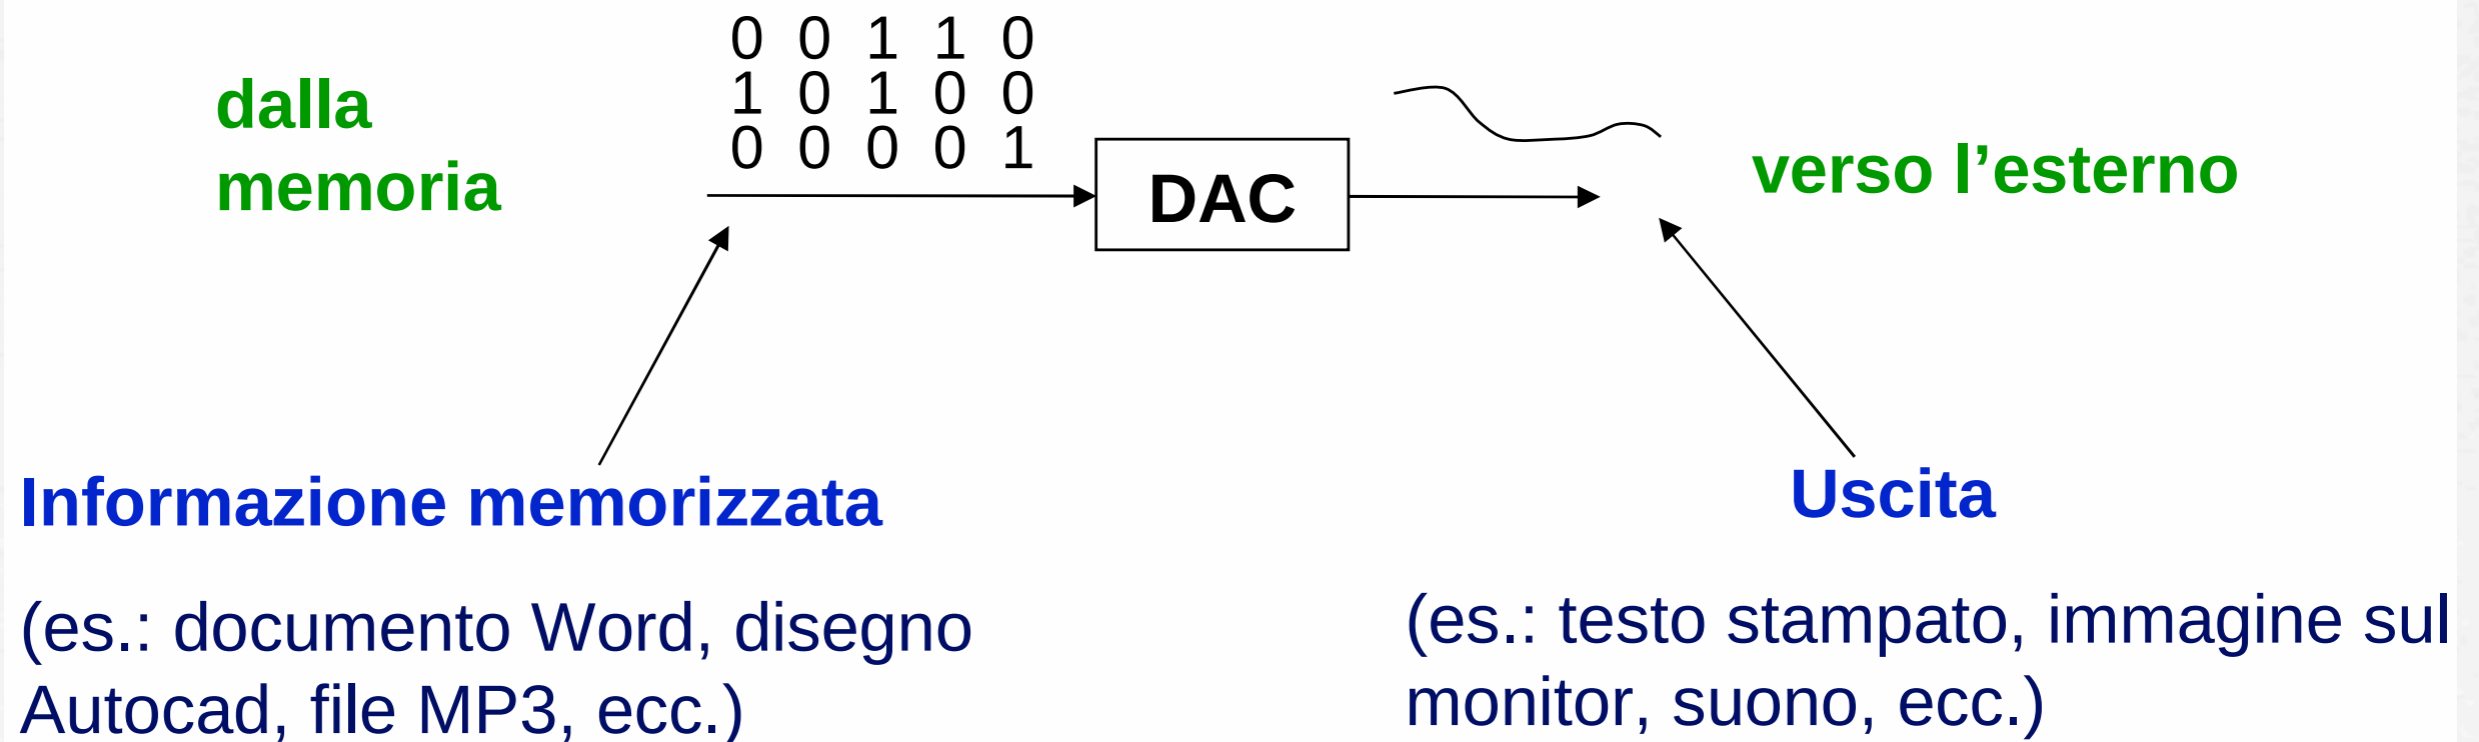 0 0 1 1 0
1 0 1 0 0
0 0 0 0 1
dalla
memoria
DAC
verso l’esterno
Informazione memorizzata
(es.: documento Word, disegno
Autocad, file MP3, ecc.)
Uscita
(es.: testo stampato, immagine sul
monitor, suono, ecc.)